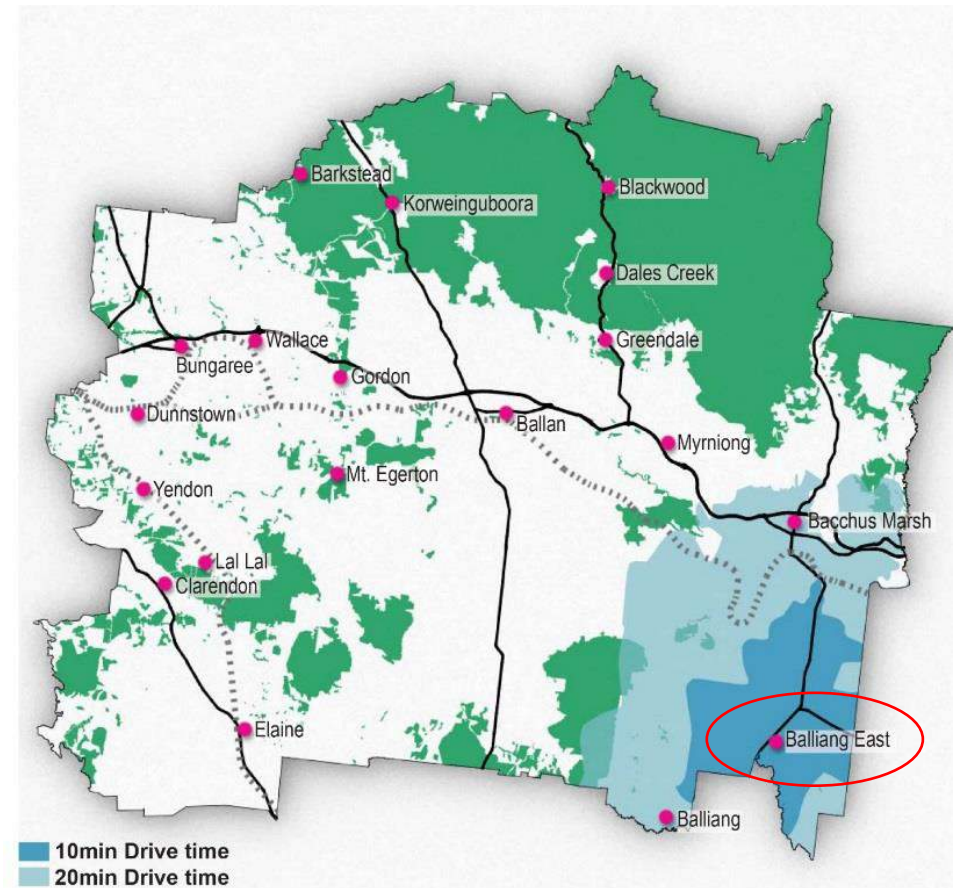 Barkstead
Blackwood
Korweinguboora
Dales Creek
Wallace
Greendale
Bungaree
Gordon
Dunnstown
Ballan
Myrniong
Mt. Egerton
Yendon
Bacchus Marsh
Lal Lal
Clarendon
Elaine
Balliang East
Balliang
10min Drive time
20min Drive time